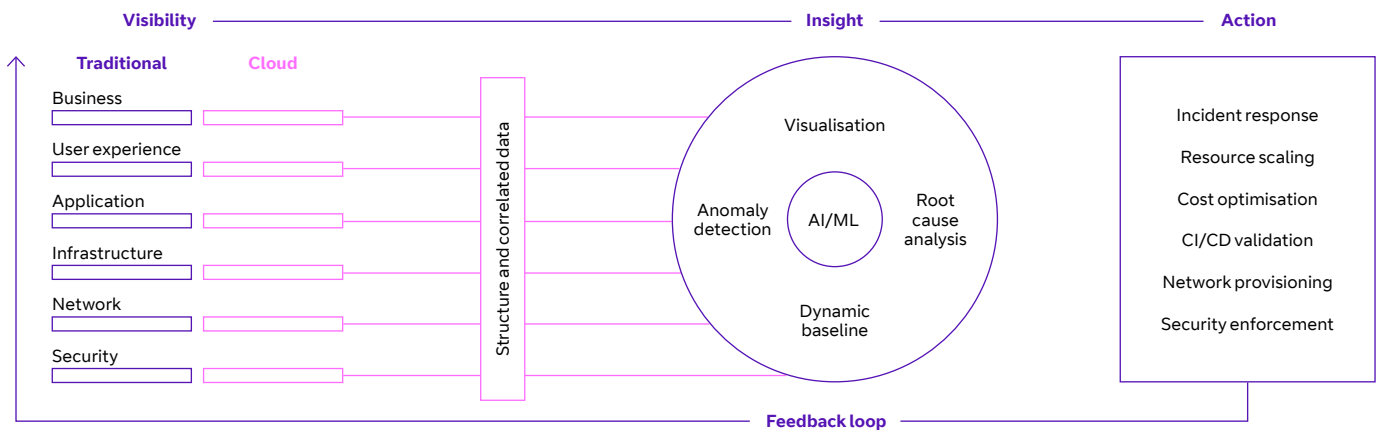 Visibility
Insight
Action
Traditional
Cloud
Business
User experience
Application
Infrastructure
Network
Security
Structure and correlated data
Visualisation
Anomaly
detection
AI/ML
Root
cause
analysis
Dynamic
baseline
Incident response
Resource scaling
Cost optimisation
CI/CD validation
Network provisioning
Security enforcement
Feedback loop